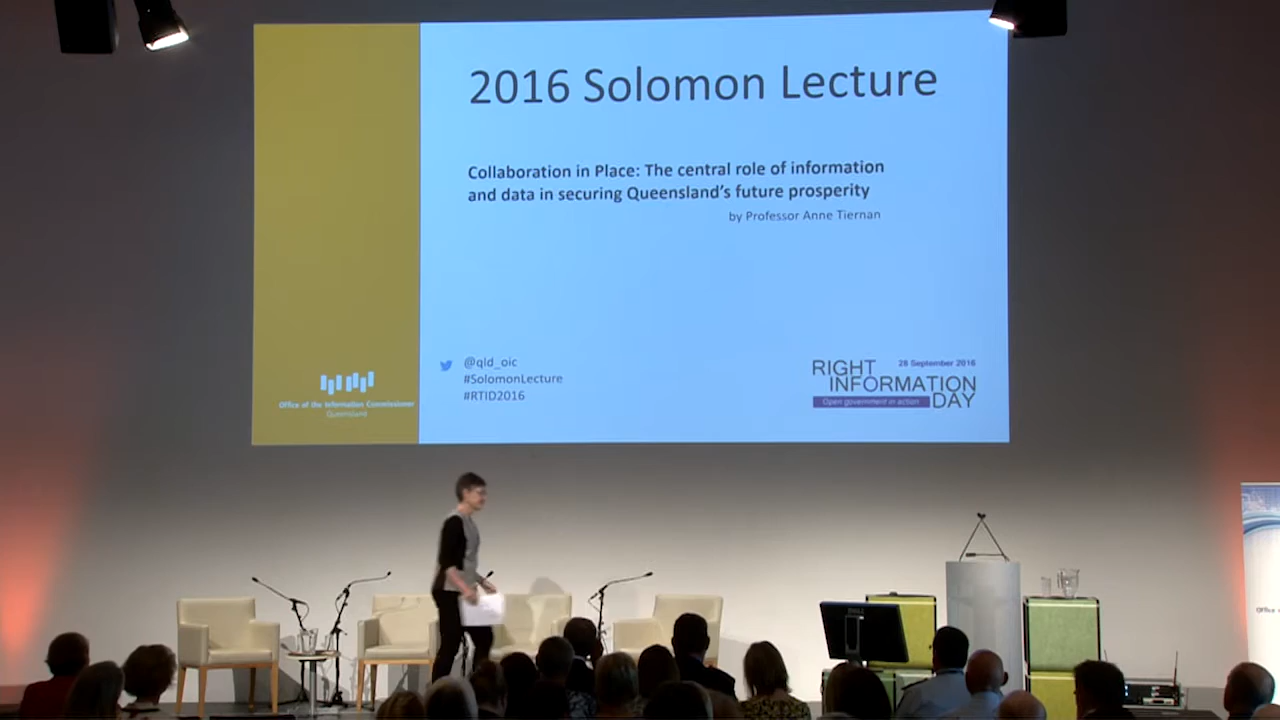 2016 Solomon Lecture
Collaboration in Place: The central role of information
and data in securing Queensland's future prosperity
by Professor Anne Tiernan
@qld_oic
#SolomonLecture
#RTID2016
Office of the Information Commissioner
Queensland
28 September 2016
RIGHT
INFORMATION
Open government in action
DAY
DELL
Office